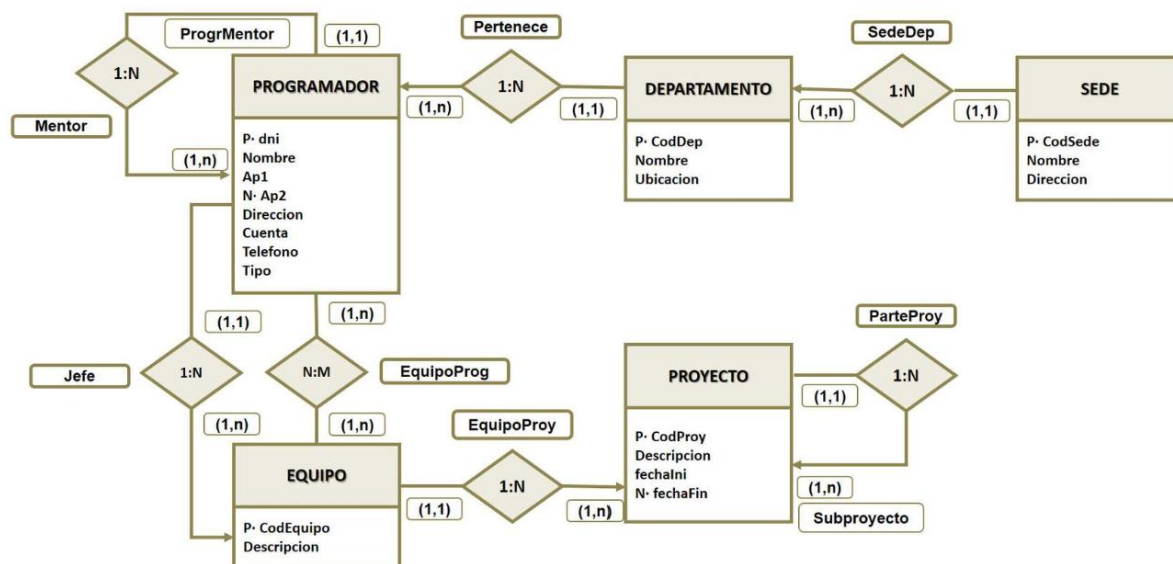 ProgrMentor
(1,1)
1:N
Mentor
(1,n)
PROGRAMADOR
P· dni
Nombre
Ap1
N· Ap2
Direccion
Cuenta
Telefono
Tipo
Pertenece
(1,n)
1:N
(1,1)
DEPARTAMENTO
P· CodDep
Nombre
Ubicacion
SedeDep
(1,n)
1:N
(1,1)
SEDE
P· CodSede
Nombre
Direccion
(1,1)
Jefe
1:N
(1,n)
(1,n)
N:M
EquipoProg
(1,n)
EQUIPO
P· CodEquipo
Descripcion
EquipoProy
(1,1)
1:N
(1,n)
PROYECTO
P· CodProy
Descripcion
fechaIni
N· fechaFin
ParteProy
(1,1)
1:N
(1,n)
Subproyecto